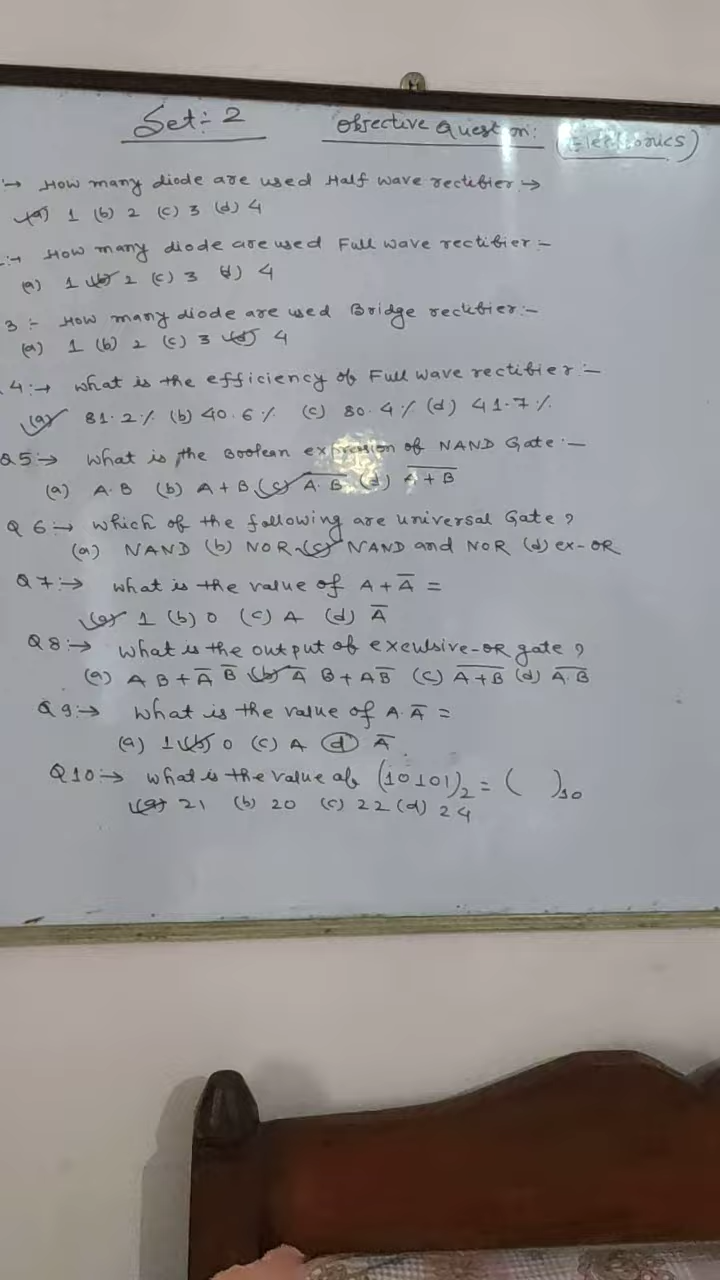 Set:- 2 Objective Question: (Electronics)
:→ How many diode are used Half wave rectifier:→
(a) 1 (b) 2 (c) 3 (d) 4
:→ How many diode are used Full wave rectifier:-
(a) 1 (b) 2 (c) 3 (d) 4
3:- How many diode are used Bridge rectifier:-
(a) 1 (b) 2 (c) 3 (d) 4
4:→ what is the efficiency of Full wave rectifier:-
(a) 81.2% (b) 40.6% (c) 80.4% (d) 41.7%
Q5:→ what is the Boolean expression of NAND Gate:-
(a) A.B (b) A+B (c) A̅.̅B̅ (d) A̅+̅B̅
Q6:→ which of the following are universal Gate?
(a) NAND (b) NOR (c) NAND and NOR (d) ex-OR
Q7:→ what is the value of A+A̅ =
(a) 1 (b) 0 (c) A (d) A̅
Q8:→ what is the output of exculsive-OR gate?
(a) AB+A̅ B̅ (b) A̅ B+AB̅ (c) A̅+̅B̅ (d) A̅.̅B̅
Q9:→ what is the value of A.A̅ =
(a) 1 (b) 0 (c) A (d) A̅
Q10:→ what is the value of (10101)₂ = ( )₁₀
(a) 21 (b) 20 (c) 22 (d) 24